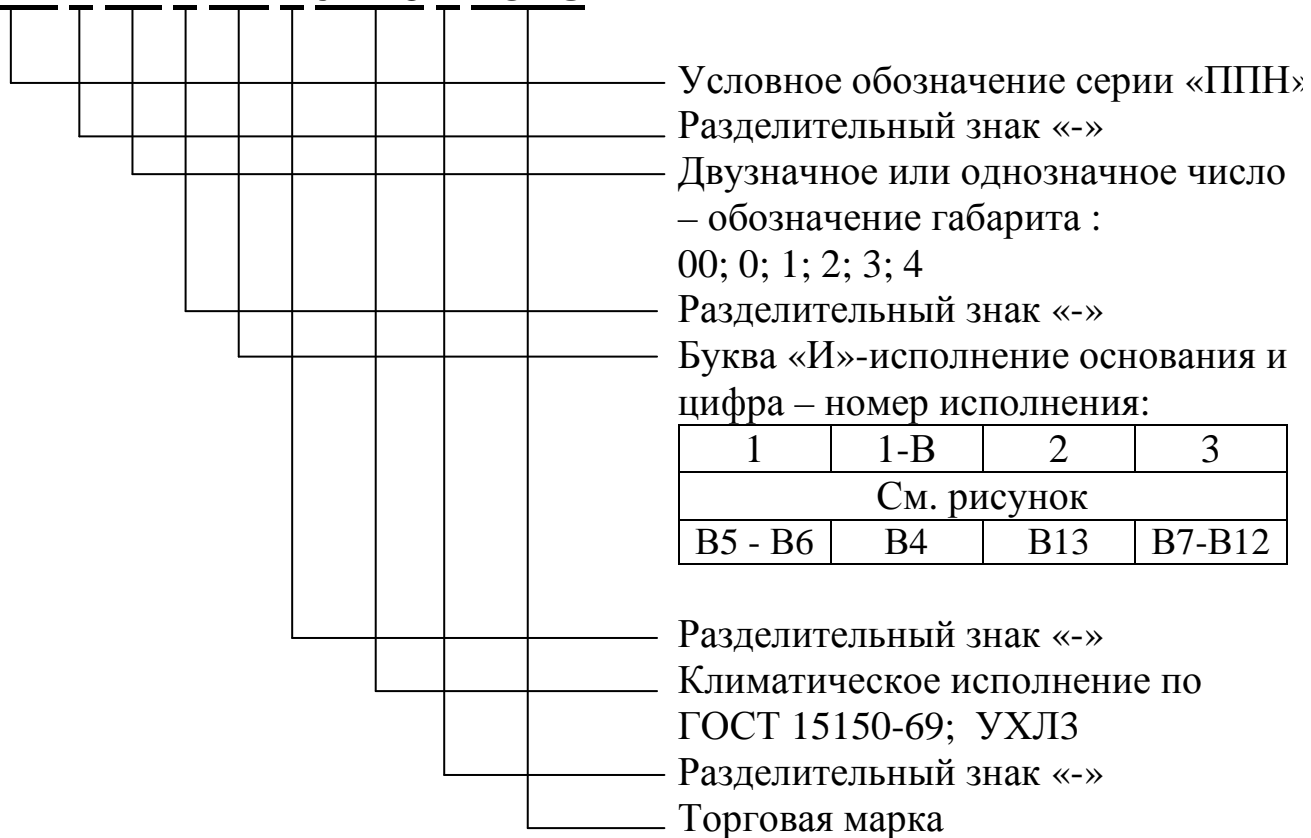 Условное обозначение серии «ППН»
Разделительный знак «-»
Двузначное или однозначное число
– обозначение габарита :
00; 0; 1; 2; 3; 4
Разделительный знак «-»
Буква «И»-исполнение основания и
цифра – номер исполнения:
1 1-В 2 3
См. рисунок
В5 - В6 В4 В13 В7-В12
Разделительный знак «-»
Климатическое исполнение по
ГОСТ 15150-69; УХЛ3
Разделительный знак «-»
Торговая марка